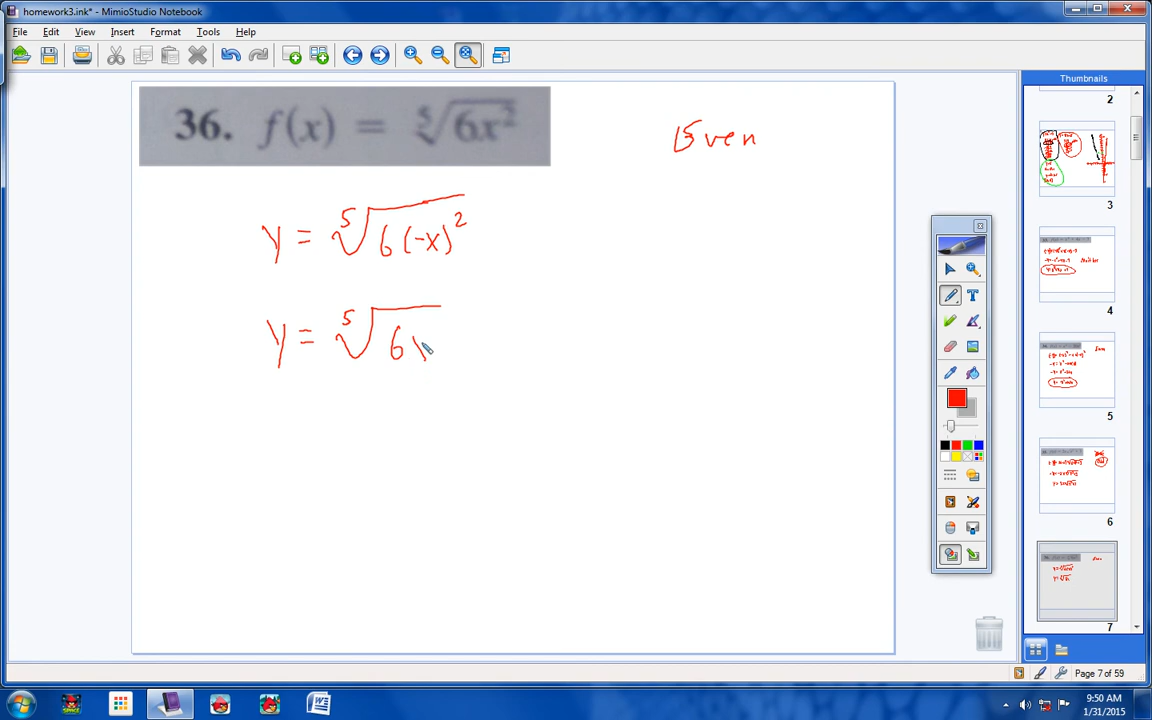 homework3.ink* - MimioStudio Notebook
File Edit View Insert Format Tools Help
Thumbnails
36. f(x) = ⁵√6x²
Even
y = ⁵√6(-x)²
y = ⁵√6x
2
3
4
5
6
7
Page 7 of 59
9:50 AM
1/31/2015